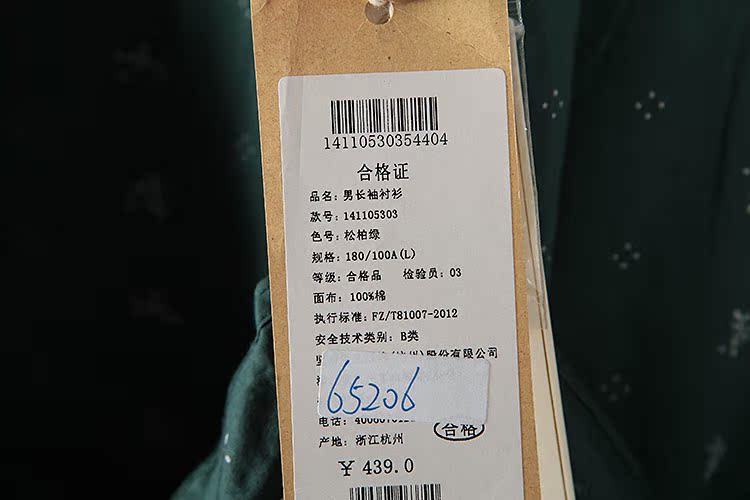 14110530354404
合格证
品名: 男长袖衬衫
款号: 141105303
色号: 松柏绿
规格: 180/100A(L)
等级: 合格品 检验员: 03
面布: 100%棉
执行标准: FZ/T81007-2012
安全技术类别: B类
股份有限公司
65206
电话:
合格
产地: 浙江杭州
¥ 439.0